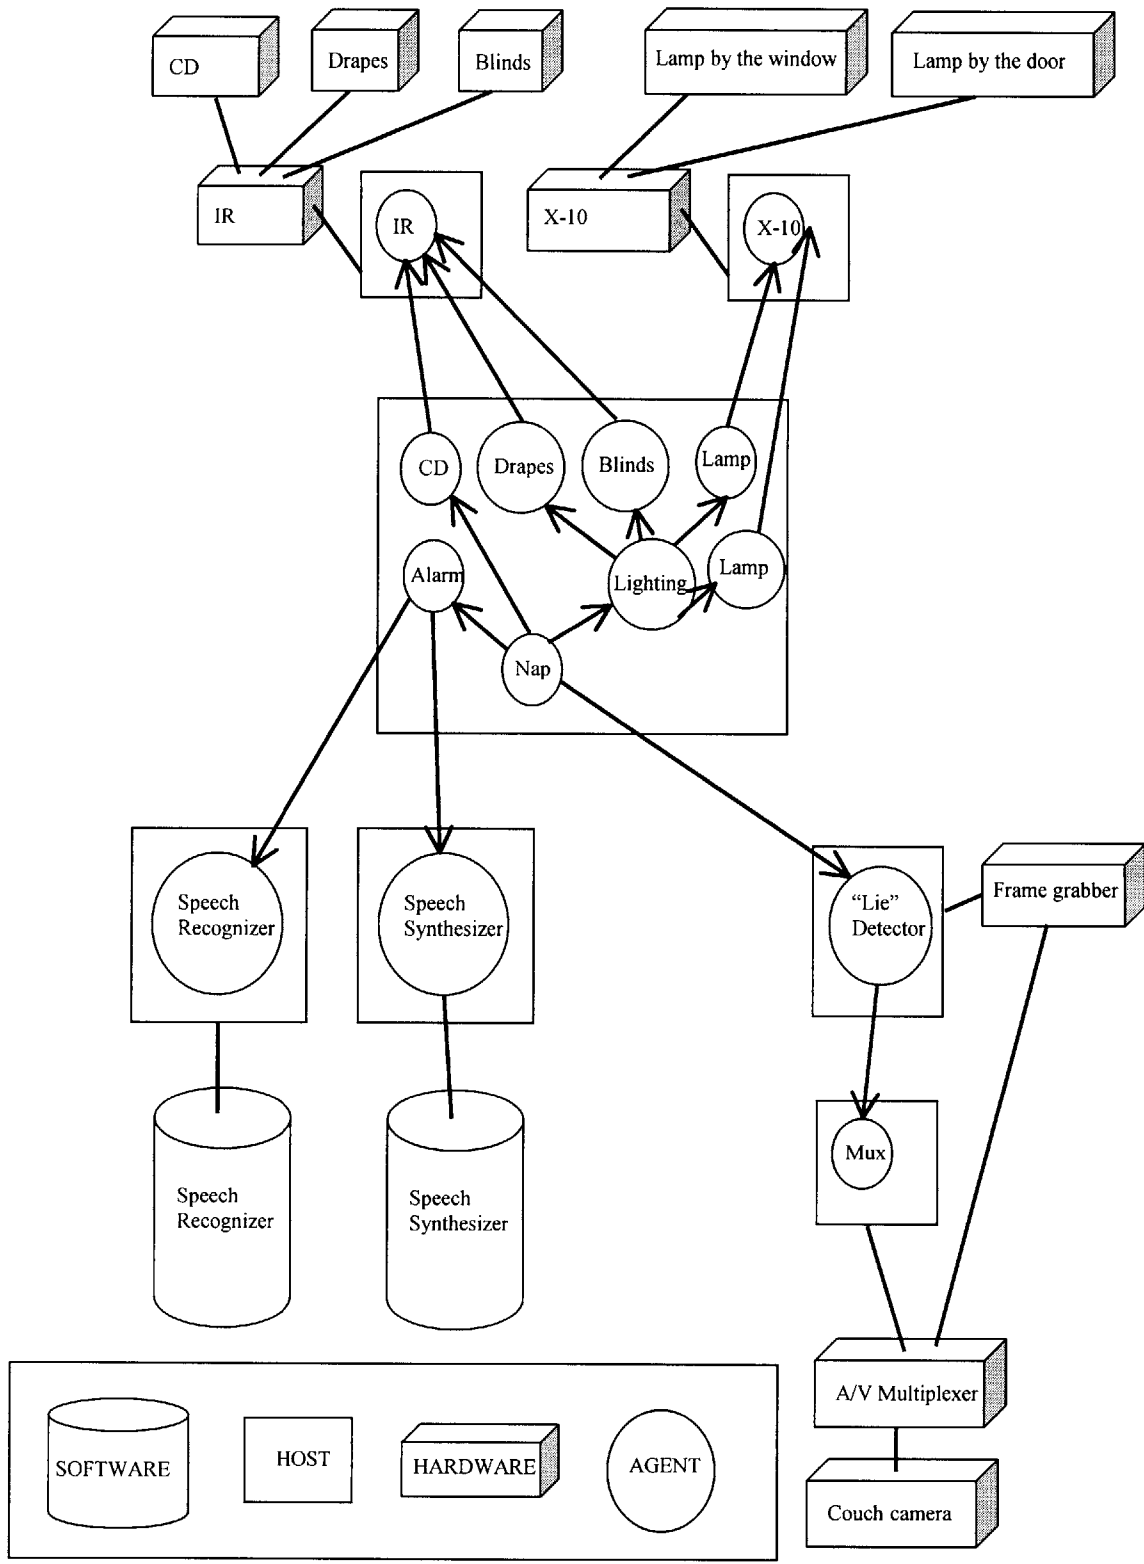 CD
Drapes
Blinds
Lamp by the window
Lamp by the door
IR
IR
X-10
X-10
CD
Drapes
Blinds
Lamp
Alarm
Lighting
Lamp
Nap
Speech
Recognizer
Speech
Synthesizer
“Lie”
Detector
Frame grabber
Mux
Speech
Recognizer
Speech
Synthesizer
A/V Multiplexer
Couch camera
SOFTWARE
HOST
HARDWARE
AGENT